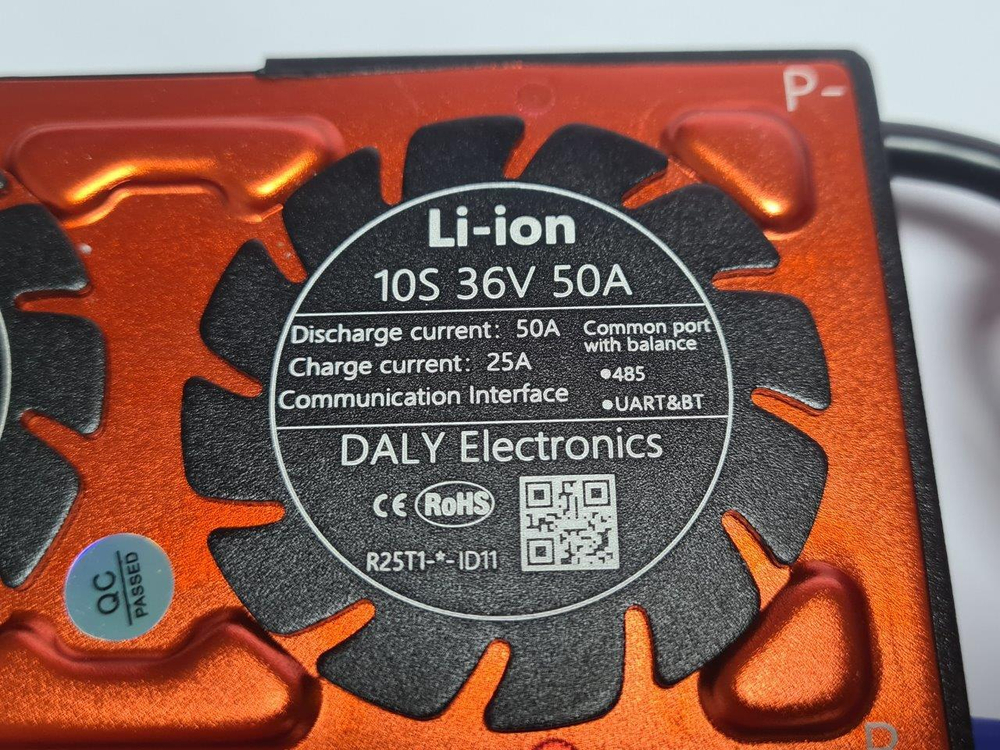 P-
Li-ion
10S 36V 50A
Discharge current: 50A
Common port
with balance
Charge current: 25A
●485
Communication Interface
●UART&BT
DALY Electronics
CE RoHS
R25T1-*-ID11
QC
PASSED